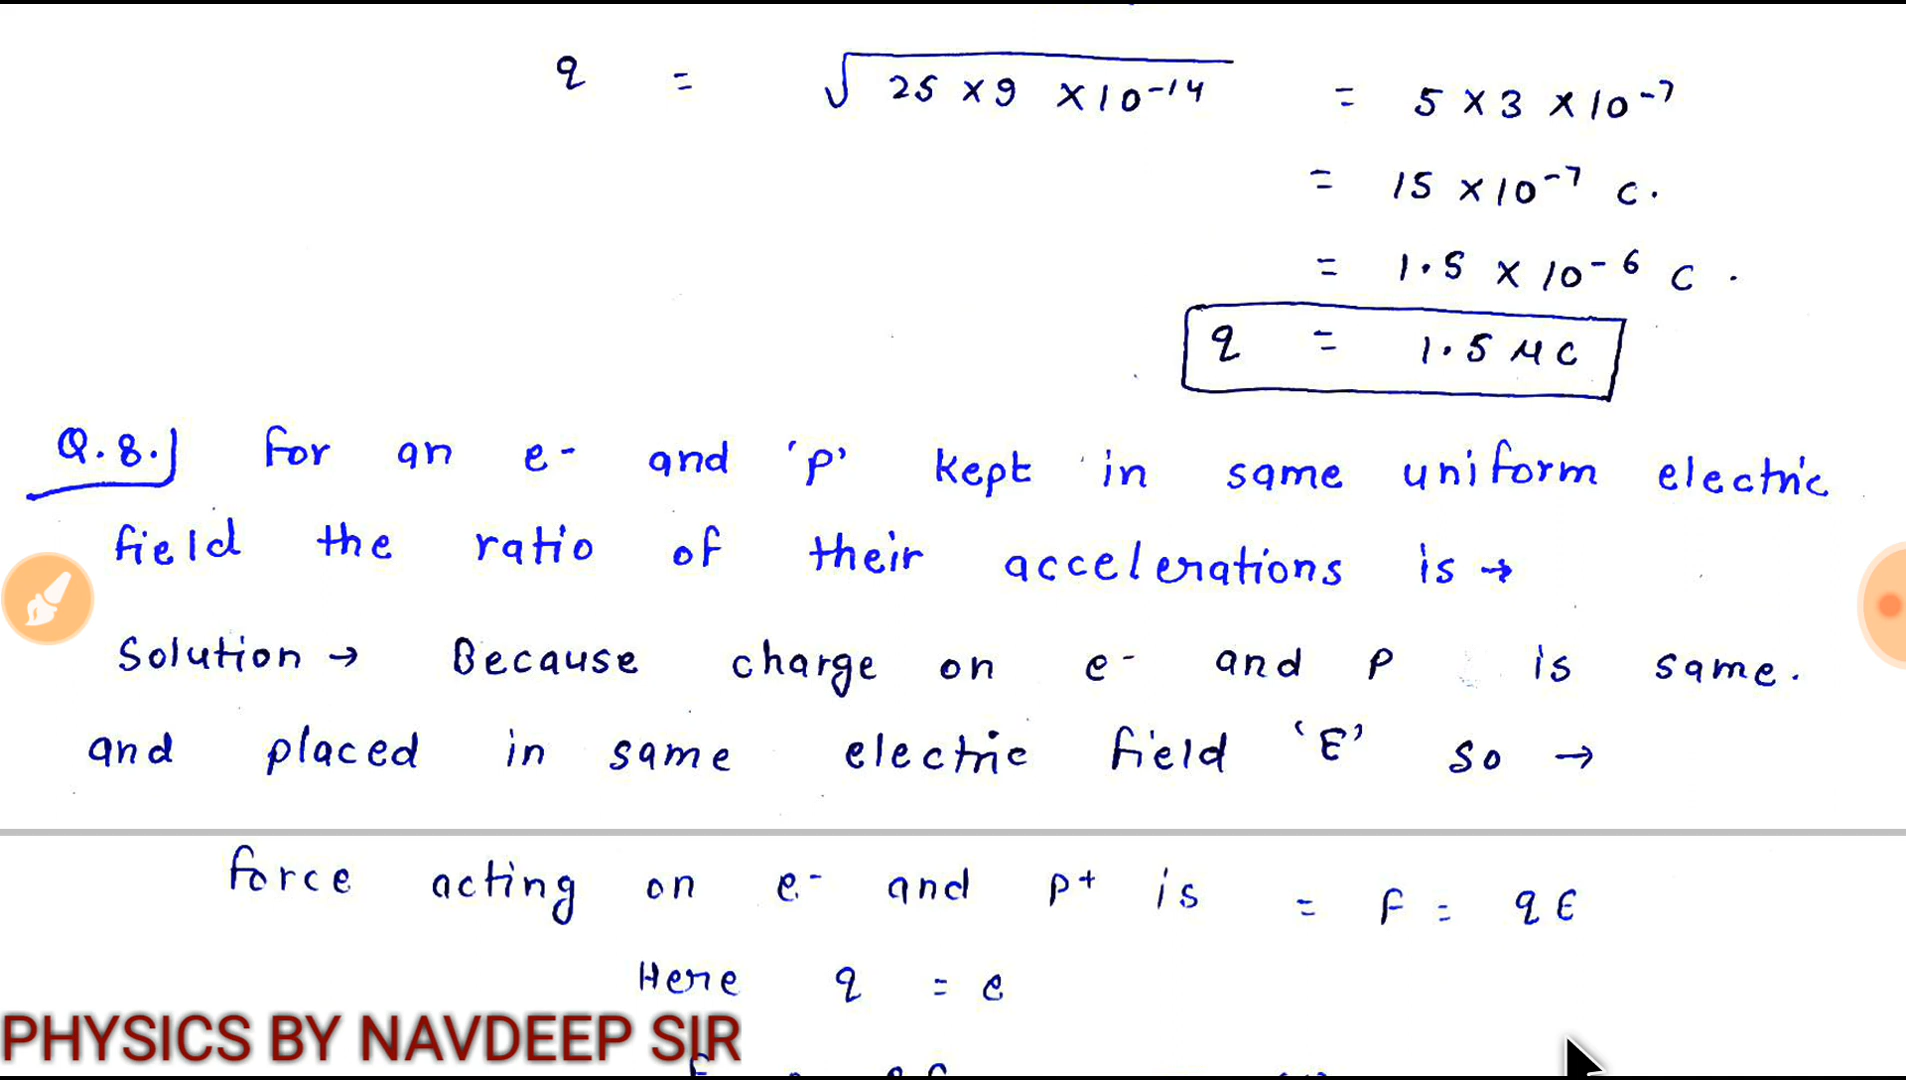 q = √25 × 9 × 10⁻¹⁴ = 5 × 3 × 10⁻⁷
= 15 × 10⁻⁷ C.
= 1.5 × 10⁻⁶ C.
q = 1.5 μC
Q.8.] For an e⁻ and 'p' kept in same uniform electric
field the ratio of their accelerations is →
Solution → Because charge on e⁻ and P is same.
and placed in same electric field 'E' so →
force acting on e⁻ and p⁺ is = F = qE
Here q = e
PHYSICS BY NAVDEEP SIR